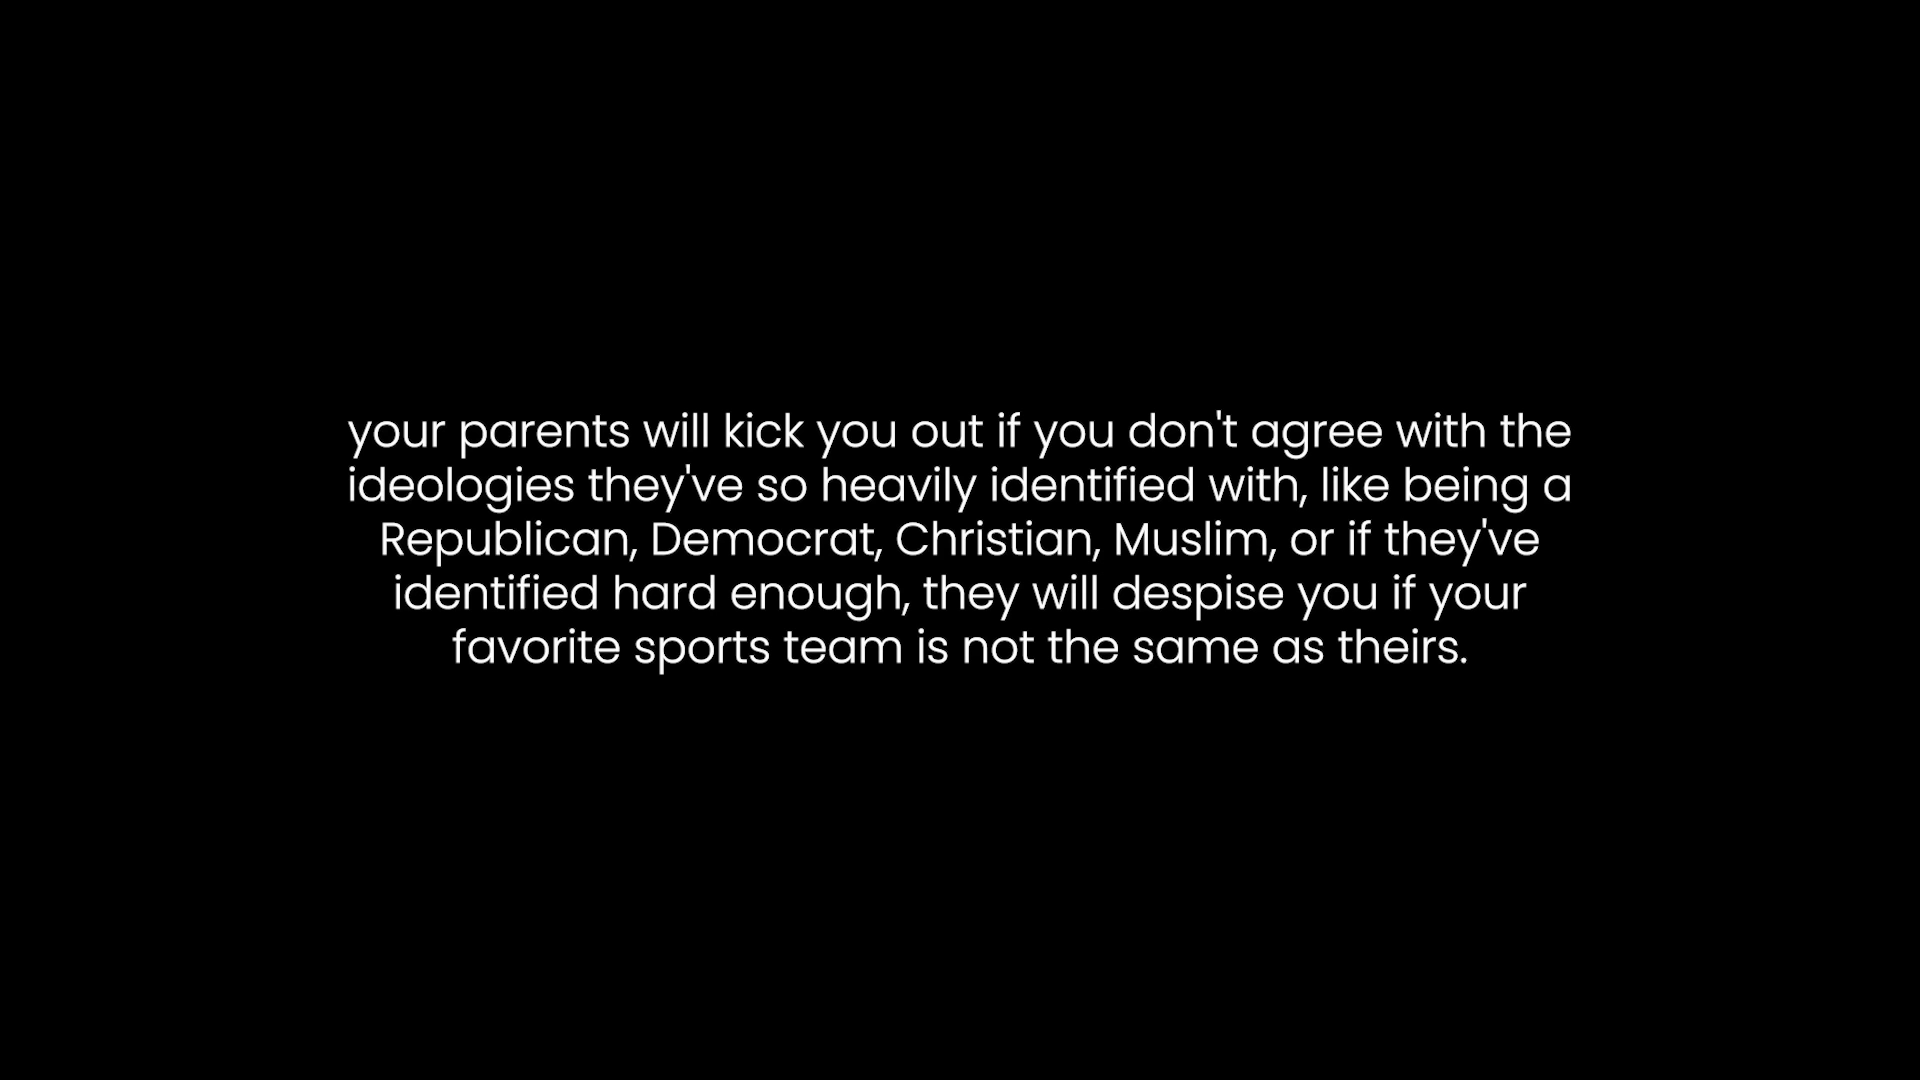 your parents will kick you out if you don't agree with the
ideologies they've so heavily identified with, like being a
Republican, Democrat, Christian, Muslim, or if they've
identified hard enough, they will despise you if your
favorite sports team is not the same as theirs.